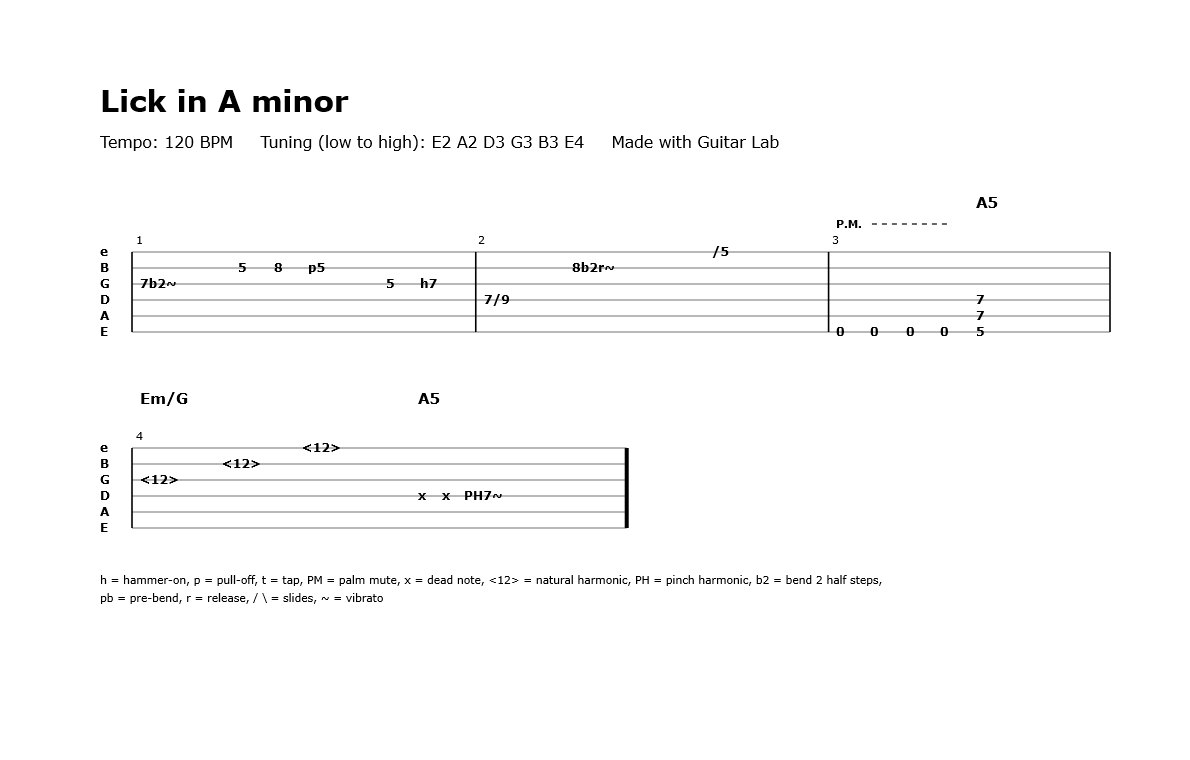 Lick in A minor
Tempo: 120 BPM Tuning (low to high): E2 A2 D3 G3 B3 E4 Made with Guitar Lab
A5
P.M.
1 2 3
e /5
B 5 8 p5 8b2r~
G 7b2~ 5 h7
D 7/9 7
A 7
E 0 0 0 0 5
Em/G A5
4
e <12>
B <12>
G <12>
D x x PH7~
A
E
h = hammer-on, p = pull-off, t = tap, PM = palm mute, x = dead note, <12> = natural harmonic, PH = pinch harmonic, b2 = bend 2 half steps,
pb = pre-bend, r = release, / \ = slides, ~ = vibrato